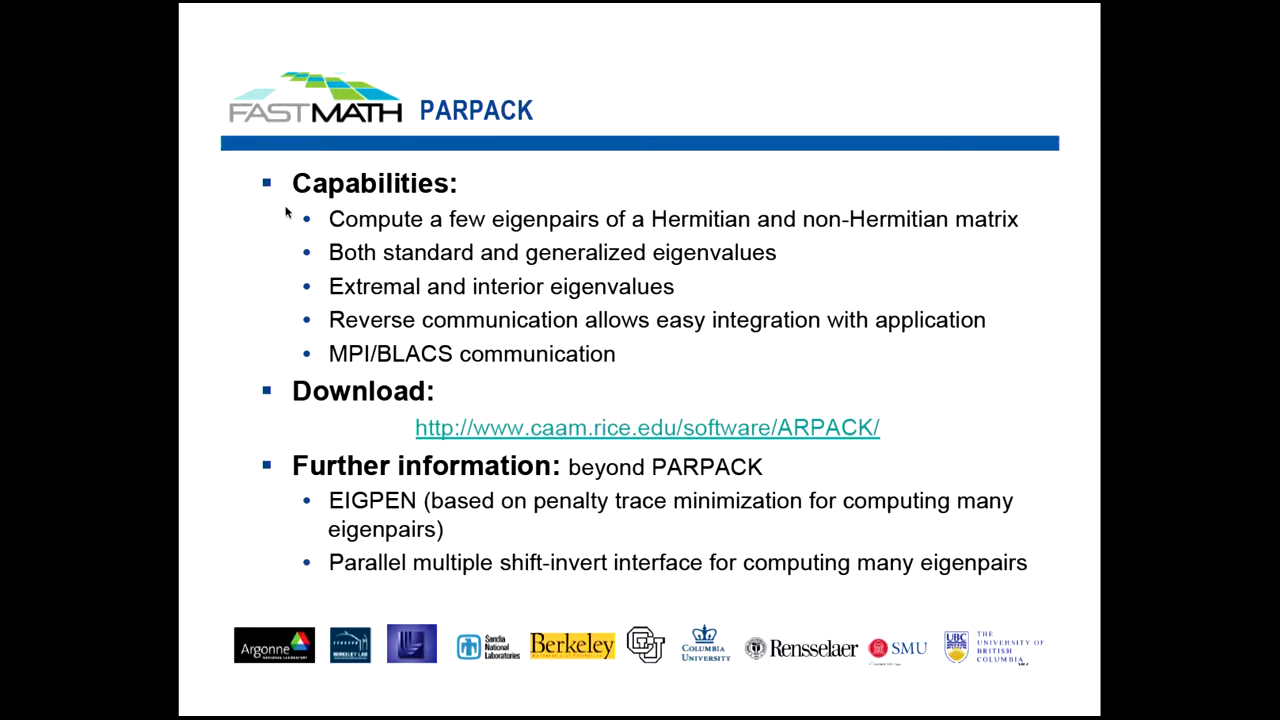 FASTMATH PARPACK
Capabilities:
Compute a few eigenpairs of a Hermitian and non-Hermitian matrix
Both standard and generalized eigenvalues
Extremal and interior eigenvalues
Reverse communication allows easy integration with application
MPI/BLACS communication
Download:
http://www.caam.rice.edu/software/ARPACK/
Further information: beyond PARPACK
EIGPEN (based on penalty trace minimization for computing many
eigenpairs)
Parallel multiple shift-invert interface for computing many eigenpairs
Argonne
NATIONAL LABORATORY
BERKELEY LAB
Sandia
National
Laboratories
Berkeley
COLUMBIA
UNIVERSITY
Rensselaer
SMU
UBC
THE
UNIVERSITY OF
BRITISH
COLUMBIA